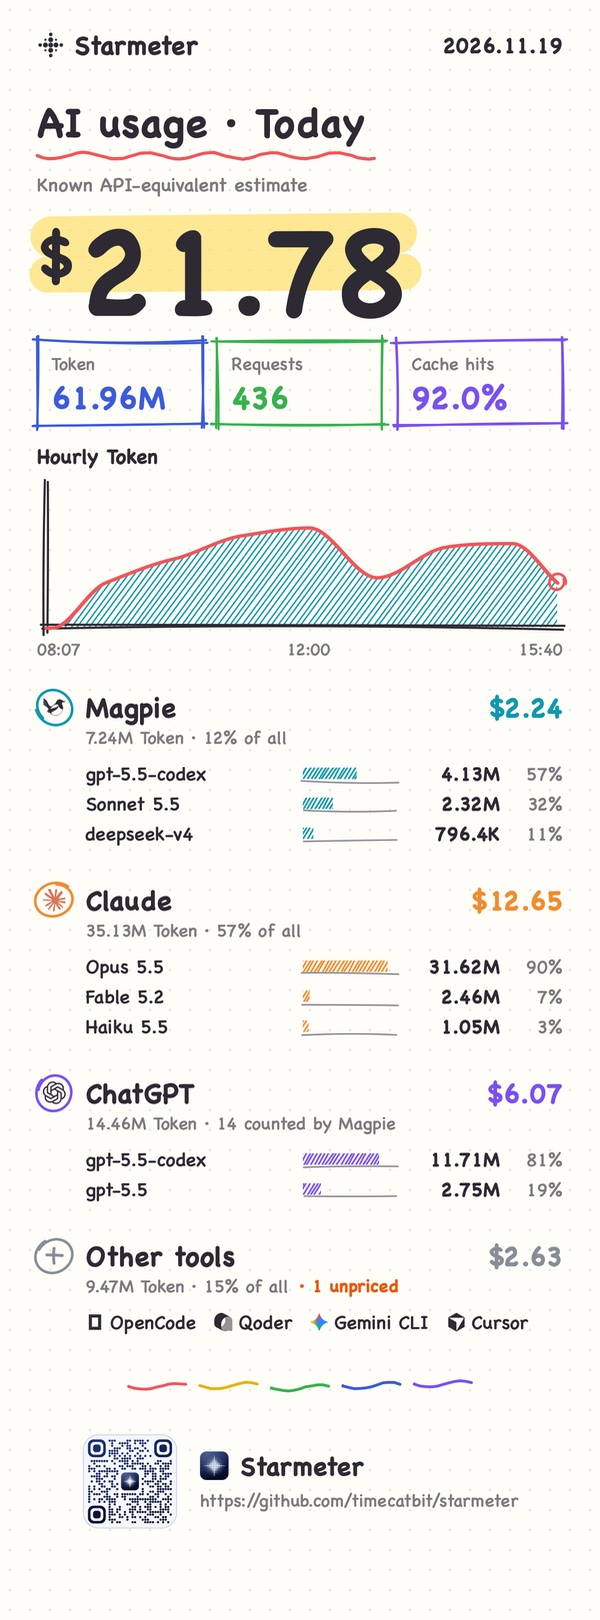 Starmeter 2026.11.19
AI usage · Today
Known API-equivalent estimate
$21.78
Token Requests Cache hits
61.96M 436 92.0%
Hourly Token
08:07 12:00 15:40
Magpie $2.24
7.24M Token · 12% of all
gpt-5.5-codex 4.13M 57%
Sonnet 5.5 2.32M 32%
deepseek-v4 796.4K 11%
Claude $12.65
35.13M Token · 57% of all
Opus 5.5 31.62M 90%
Fable 5.2 2.46M 7%
Haiku 5.5 1.05M 3%
ChatGPT $6.07
14.46M Token · 14 counted by Magpie
gpt-5.5-codex 11.71M 81%
gpt-5.5 2.75M 19%
Other tools $2.63
9.47M Token · 15% of all · 1 unpriced
OpenCode Qoder Gemini CLI Cursor
Starmeter
https://github.com/timecatbit/starmeter